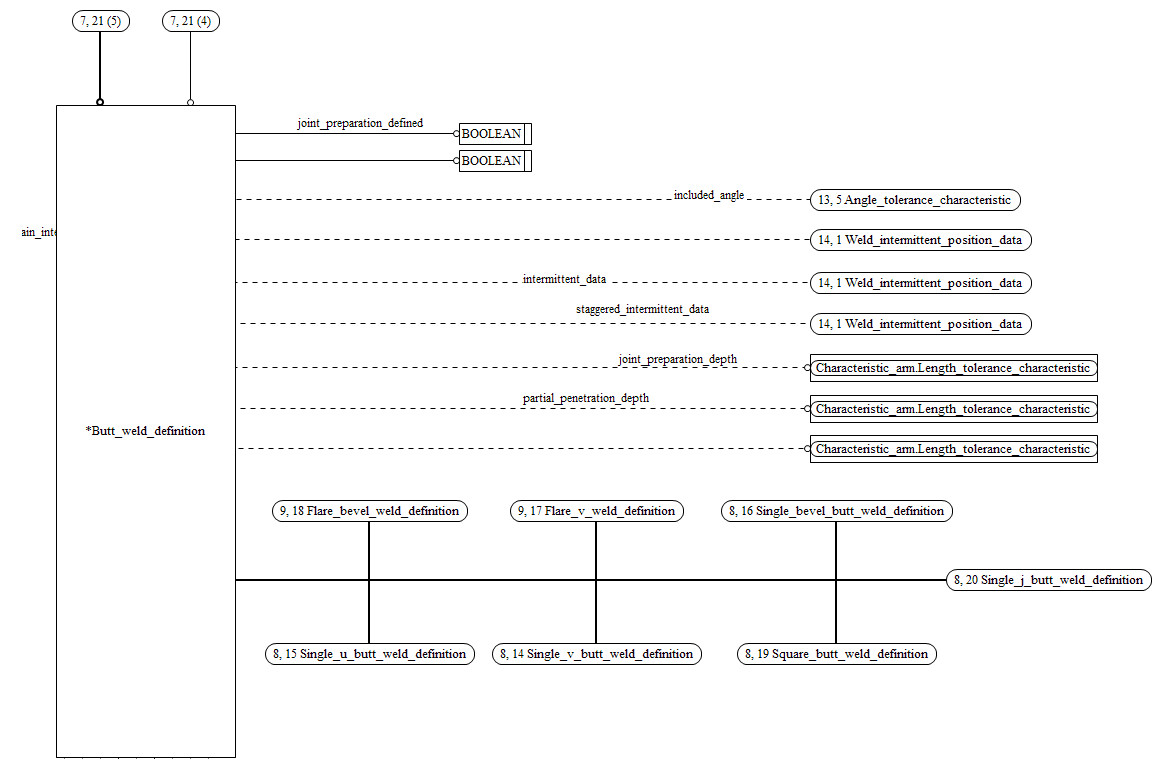 7, 21 (5)
7, 21 (4)
joint_preparation_defined
BOOLEAN
BOOLEAN
included_angle
13, 5 Angle_tolerance_characteristic
ain_inte
14, 1 Weld_intermittent_position_data
intermittent_data
14, 1 Weld_intermittent_position_data
staggered_intermittent_data
14, 1 Weld_intermittent_position_data
joint_preparation_depth
Characteristic_arm.Length_tolerance_characteristic
partial_penetration_depth
Characteristic_arm.Length_tolerance_characteristic
*Butt_weld_definition
Characteristic_arm.Length_tolerance_characteristic
9, 18 Flare_bevel_weld_definition
9, 17 Flare_v_weld_definition
8, 16 Single_bevel_butt_weld_definition
8, 20 Single_j_butt_weld_definition
8, 15 Single_u_butt_weld_definition
8, 14 Single_v_butt_weld_definition
8, 19 Square_butt_weld_definition